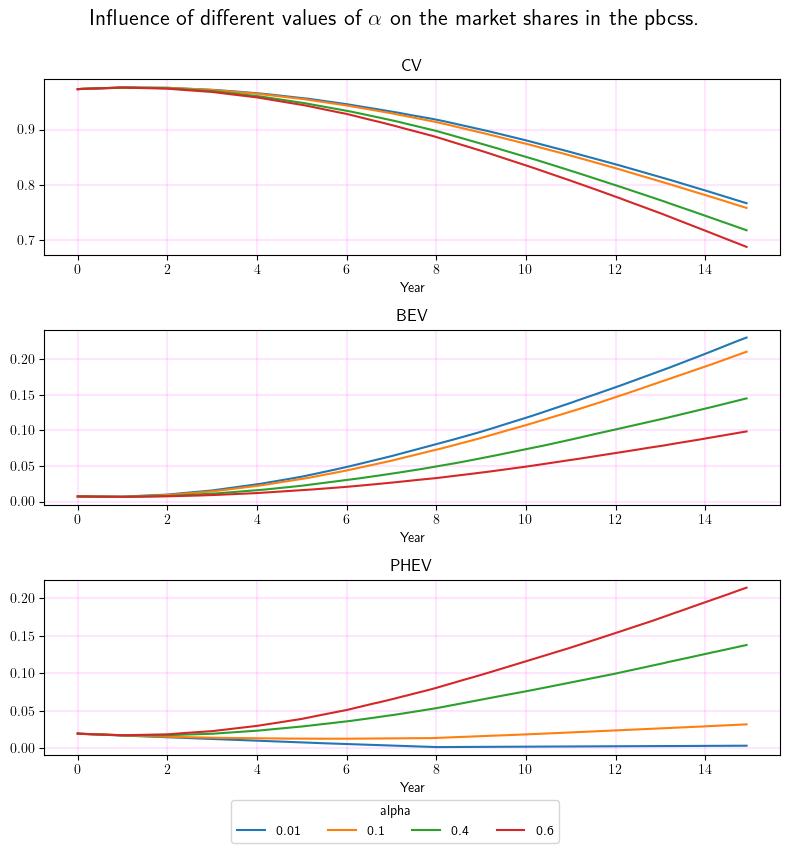 Influence of different values of α on the market shares in the pbcss.
CV
0.9
0.8
0.7
0 2 4 6 8 10 12 14
Year
BEV
0.20
0.15
0.10
0.05
0.00
0 2 4 6 8 10 12 14
Year
PHEV
0.20
0.15
0.10
0.05
0.00
0 2 4 6 8 10 12 14
Year
alpha
0.01 0.1 0.4 0.6